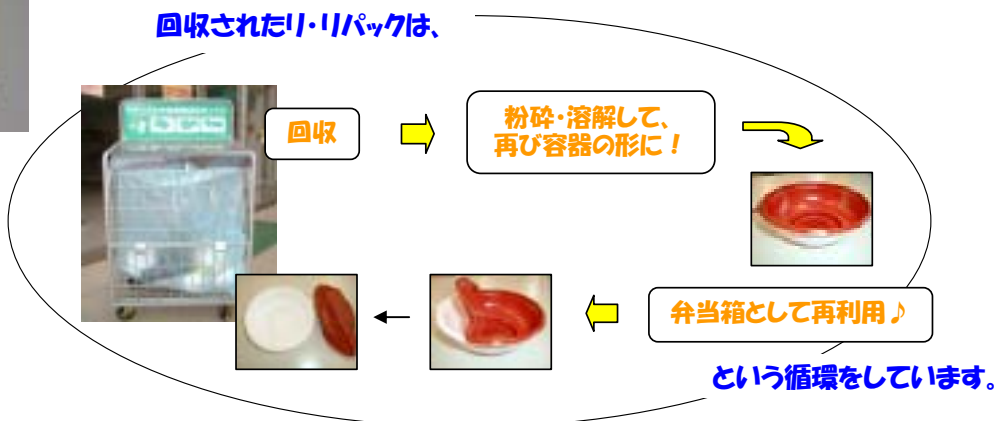 回収されたリ・リパックは、
回収
粉砕・溶解して、
再び容器の形に！
弁当箱として再利用♪
という循環をしています。